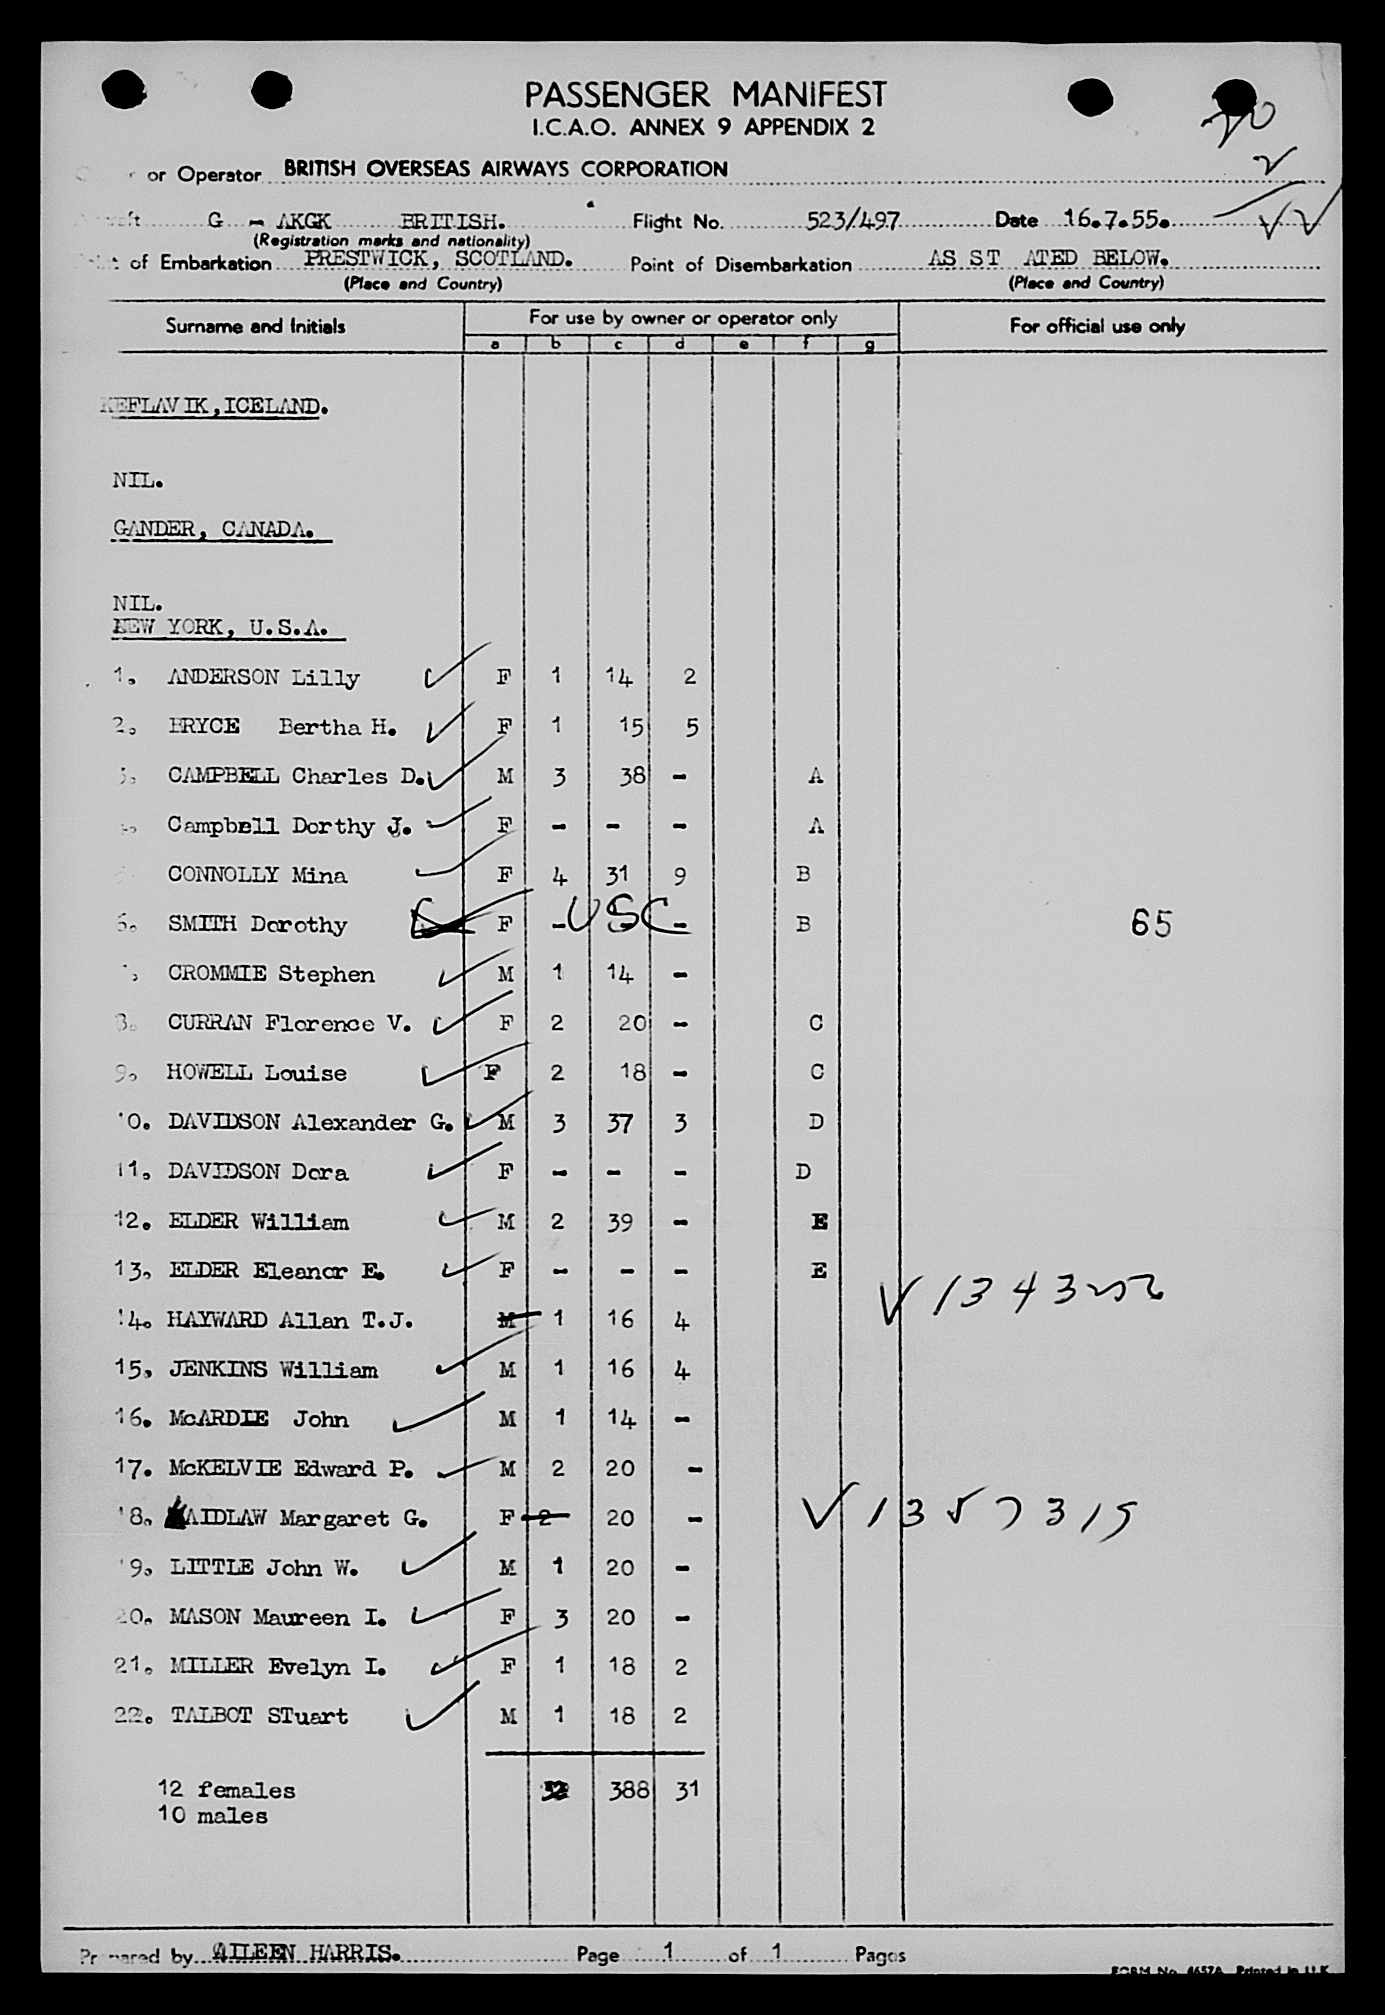 PASSENGER MANIFEST
I.C.A.O. ANNEX 9 APPENDIX 2
or Operator BRITISH OVERSEAS AIRWAYS CORPORATION
G - AKGK BRITISH. Flight No. 523/497 Date 16.7.55.
(Registration marks and nationality)
of Embarkation PRESTWICK, SCOTLAND. Point of Disembarkation AS ST ATED BELOW.
(Place and Country) (Place and Country)
Surname and Initials For use by owner or operator only For official use only
a b c d e f g
KEFLAVIK, ICELAND.
NIL.
GANDER, CANADA.
NIL.
NEW YORK, U.S.A.
1. ANDERSON Lilly F 1 14 2
2. BRYCE Bertha H. F 1 15 5
3. CAMPBELL Charles D. M 3 38 - A
Campbell Dorthy J. F - - - A
CONNOLLY Mina F 4 31 9 B
6. SMITH Dorothy F - USC - B 65
CROMMIE Stephen M 1 14 -
8. CURRAN Florence V. F 2 20 - C
9. HOWELL Louise F 2 18 - C
10. DAVIDSON Alexander G. M 3 37 3 D
11. DAVIDSON Dora F - - - D
12. ELDER William M 2 39 - E
13. ELDER Eleanor E. F - - - E
14. HAYWARD Allan T.J. M 1 16 4
15. JENKINS William M 1 16 4
16. McARDIE John M 1 14 -
17. McKELVIE Edward P. M 2 20 -
18. LAIDLAW Margaret G. F 2 20 - ✓ 1357315
19. LITTLE John W. M 1 20 -
20. MASON Maureen I. F 3 20 -
21. MILLER Evelyn I. F 1 18 2
22. TALBOT STuart M 1 18 2
12 females 388 31
10 males
Prepared by AILEEN HARRIS. Page 1 of 1 Pages
FORM No. 4657A Printed in U.K.